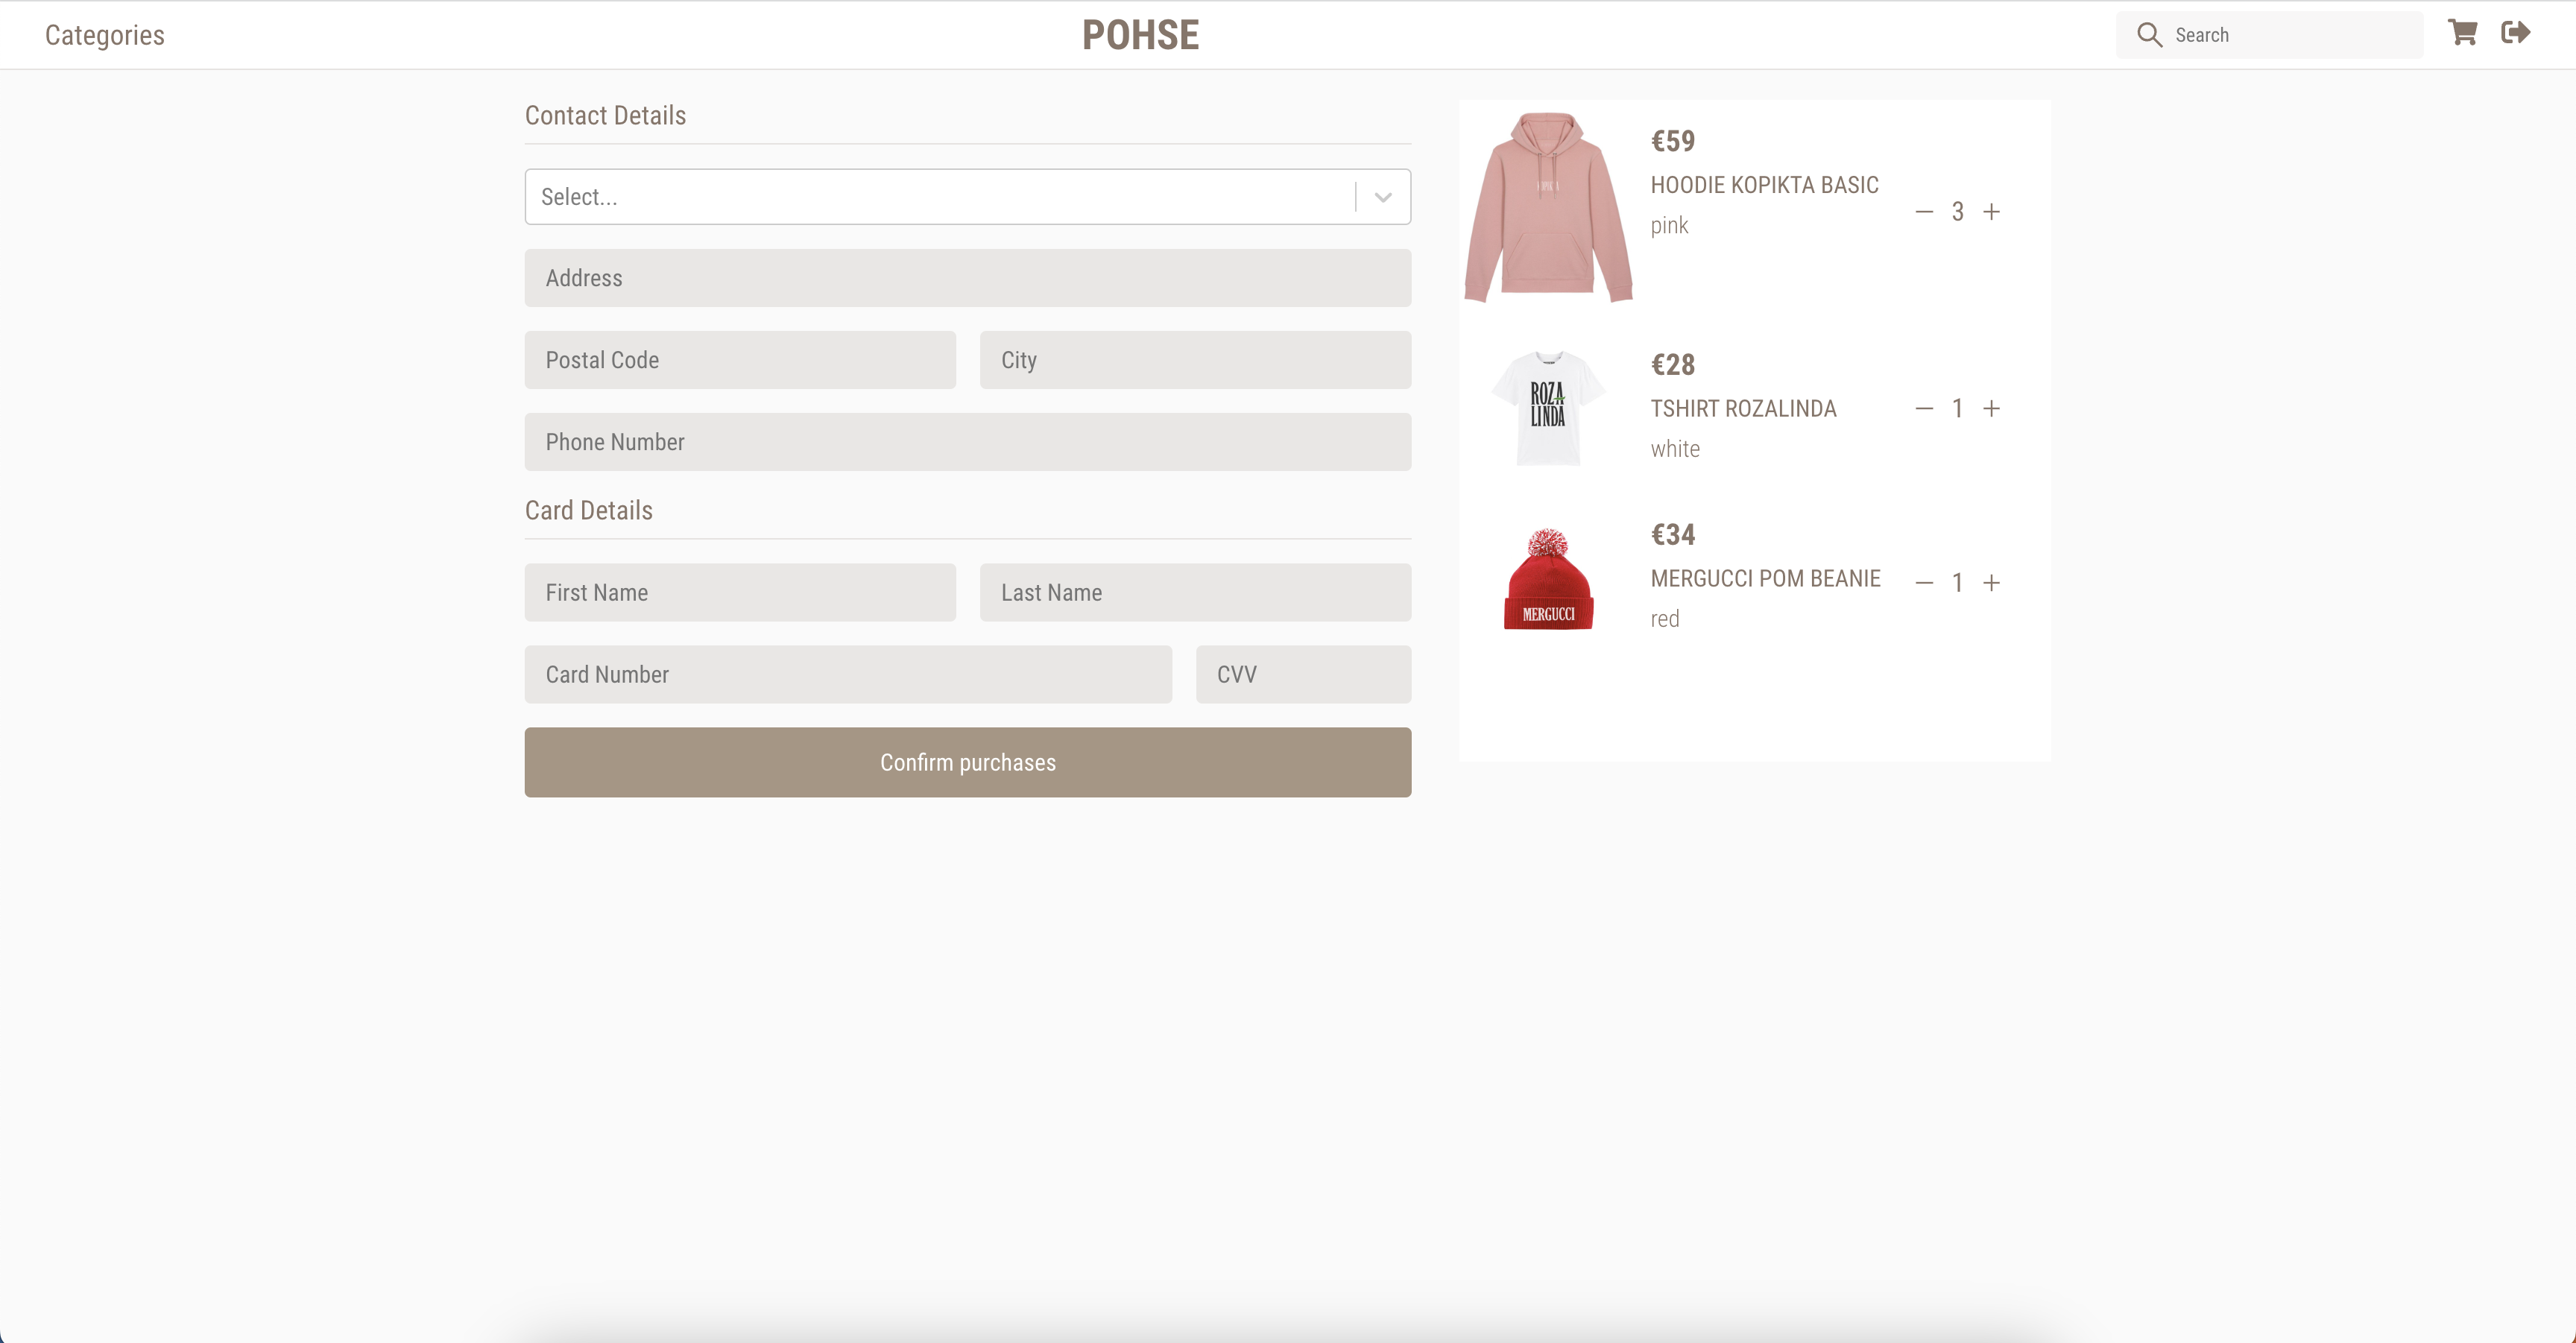 Categories
POHSE
Search
Contact Details
Select...
Address
Postal Code
City
Phone Number
Card Details
First Name
Last Name
Card Number
CVV
Confirm purchases
€59
HOODIE KOPIKTA BASIC
pink
3
€28
TSHIRT ROZALINDA
white
1
ROZA
LINDA
€34
MERGUCCI POM BEANIE
red
1
MERGUCCI